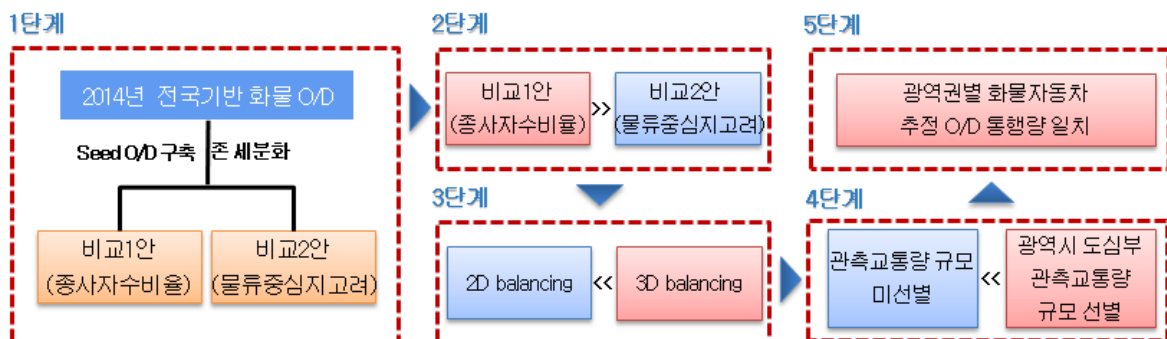 1단계
2014년 전국기반 화물 O/D
Seed O/D 구축 존 세분화
비교1안
(종사자수비율)
비교2안
(물류중심지고려)
2단계
비교1안
(종사자수비율)
>>
비교2안
(물류중심지고려)
3단계
2D balancing
<<
3D balancing
4단계
관측교통량 규모
미선별
<<
광역시 도심부
관측교통량
규모 선별
5단계
광역권별 화물자동차
추정 O/D 통행량 일치